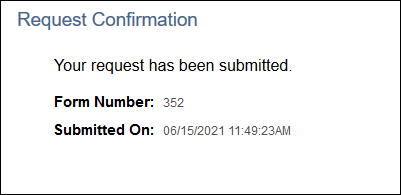 Request Confirmation
Your request has been submitted.
Form Number: 352
Submitted On: 06/15/2021 11:49:23AM